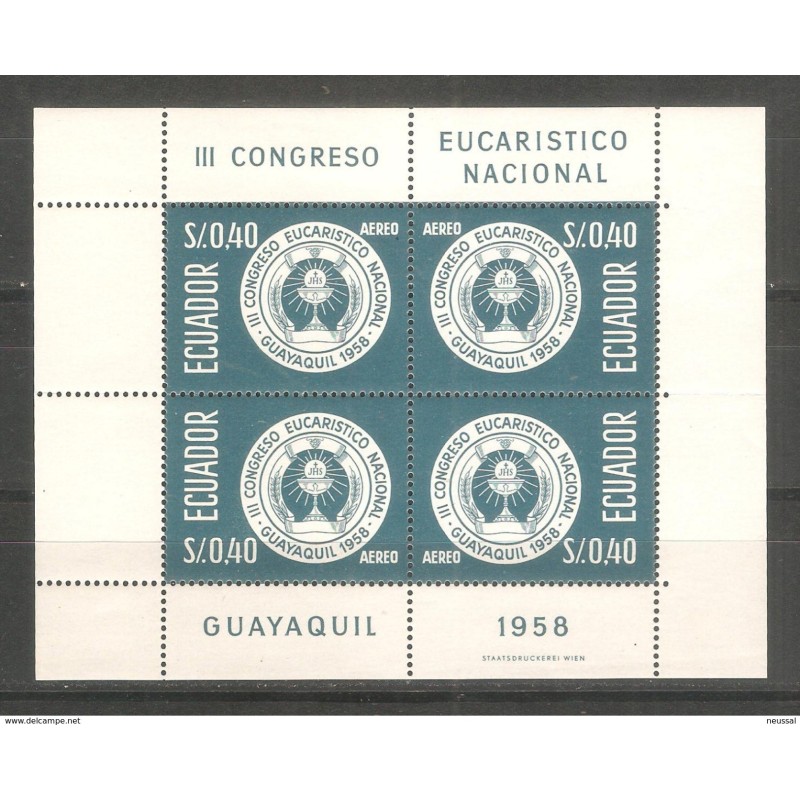 III CONGRESO
EUCARISTICO
NACIONAL
S/.0,40
AEREO
ECUADOR
III CONGRESO EUCARISTICO NACIONAL
· GUAYAQUIL 1958 ·
JHS
AEREO
S/.0,40
ECUADOR
III CONGRESO EUCARISTICO NACIONAL
· GUAYAQUIL 1958 ·
JHS
ECUADOR
III CONGRESO EUCARISTICO NACIONAL
· GUAYAQUIL 1958 ·
JHS
S/.0,40
AEREO
ECUADOR
III CONGRESO EUCARISTICO NACIONAL
· GUAYAQUIL 1958 ·
JHS
AEREO
S/.0,40
GUAYAQUIL
1958
STAATSDRUCKEREI WIEN
www.delcampe.net
neussal